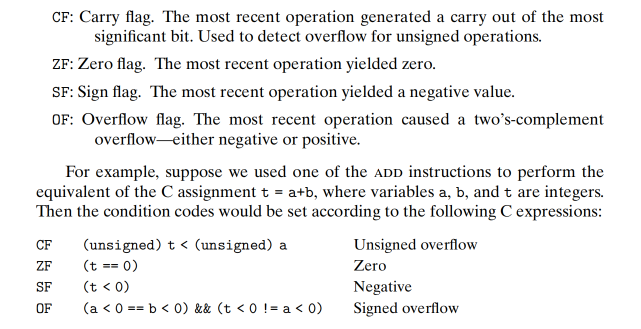 CF: Carry flag. The most recent operation generated a carry out of the most
significant bit. Used to detect overflow for unsigned operations.
ZF: Zero flag. The most recent operation yielded zero.
SF: Sign flag. The most recent operation yielded a negative value.
OF: Overflow flag. The most recent operation caused a two's-complement
overflow—either negative or positive.
For example, suppose we used one of the ADD instructions to perform the
equivalent of the C assignment t = a+b, where variables a, b, and t are integers.
Then the condition codes would be set according to the following C expressions:
CF (unsigned) t < (unsigned) a Unsigned overflow
ZF (t == 0) Zero
SF (t < 0) Negative
OF (a < 0 == b < 0) && (t < 0 != a < 0) Signed overflow